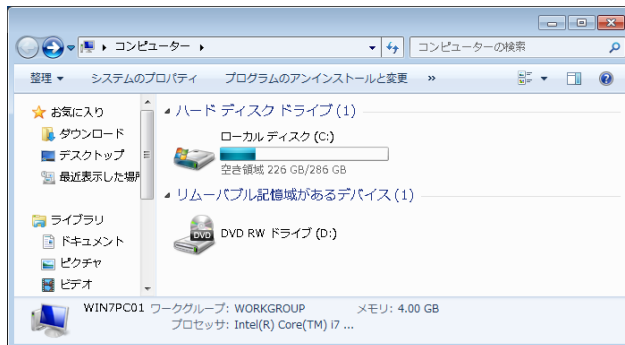 コンピューター
コンピューターの検索
整理 システムのプロパティ プログラムのアンインストールと変更 »
お気に入り
ダウンロード
デスクトップ
最近表示した場所
ライブラリ
ドキュメント
ピクチャ
ビデオ
ハード ディスク ドライブ (1)
ローカル ディスク (C:)
空き領域 226 GB/286 GB
リムーバブル記憶域があるデバイス (1)
DVD RW ドライブ (D:)
DVD
WIN7PC01 ワークグループ: WORKGROUP メモリ: 4.00 GB
プロセッサ: Intel(R) Core(TM) i7 ...